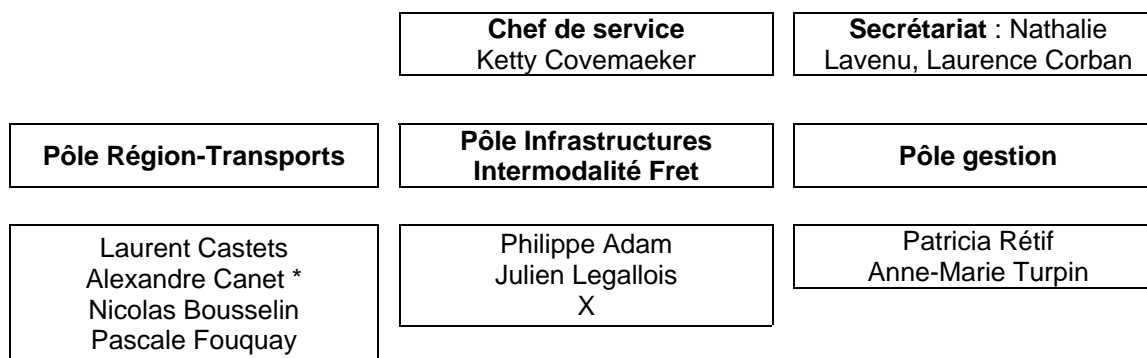 Chef de service
Ketty Covemaeker
Secrétariat : Nathalie
Lavenu, Laurence Corban
Pôle Région-Transports
Pôle Infrastructures
Intermodalité Fret
Pôle gestion
Laurent Castets
Alexandre Canet *
Nicolas Bousselin
Pascale Fouquay
Philippe Adam
Julien Legallois
X
Patricia Rétif
Anne-Marie Turpin